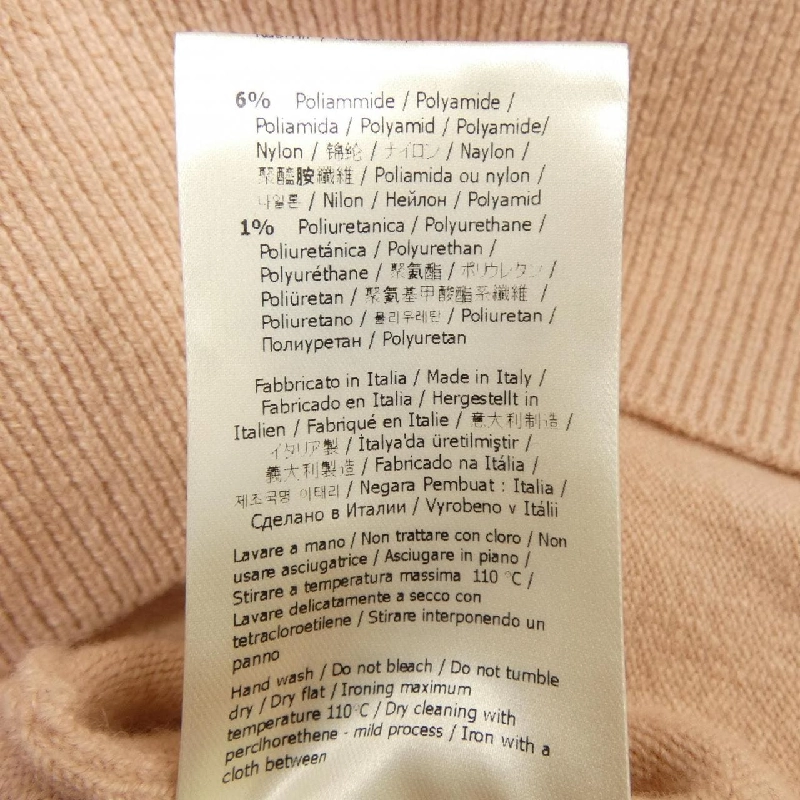 6% Poliammide / Polyamide /
Poliamida / Polyamid / Polyamide/
Nylon / 锦纶 / ナイロン / Naylon /
聚醯胺纖維 / Poliamida ou nylon /
나일론 / Nilon / Нейлон / Polyamid
1% Poliuretanica / Polyurethane /
Poliuretánica / Polyurethan /
Polyuréthane / 聚氨酯 / ポリウレタン /
Poliüretan / 聚氨基甲酸酯系纖維 /
Poliuretano / 폴리우레탄 / Poliuretan /
Полиуретан / Polyuretan
Fabbricato in Italia / Made in Italy /
Fabricado en Italia / Hergestellt in
Italien / Fabriqué en Italie / 意大利制造 /
イタリア製 / İtalya'da üretilmiştir /
義大利製造 / Fabricado na Itália /
제조국명 이태리 / Negara Pembuat : Italia /
Сделано в Италии / Vyrobeno v Itálii
Lavare a mano / Non trattare con cloro / Non
usare asciugatrice / Asciugare in piano /
Stirare a temperatura massima 110 °C /
Lavare delicatamente a secco con
tetracloroetilene / Stirare interponendo un
panno
Hand wash / Do not bleach / Do not tumble
dry / Dry flat / Ironing maximum
temperature 110°C / Dry cleaning with
perclhorethene - mild process / Iron with a
cloth between